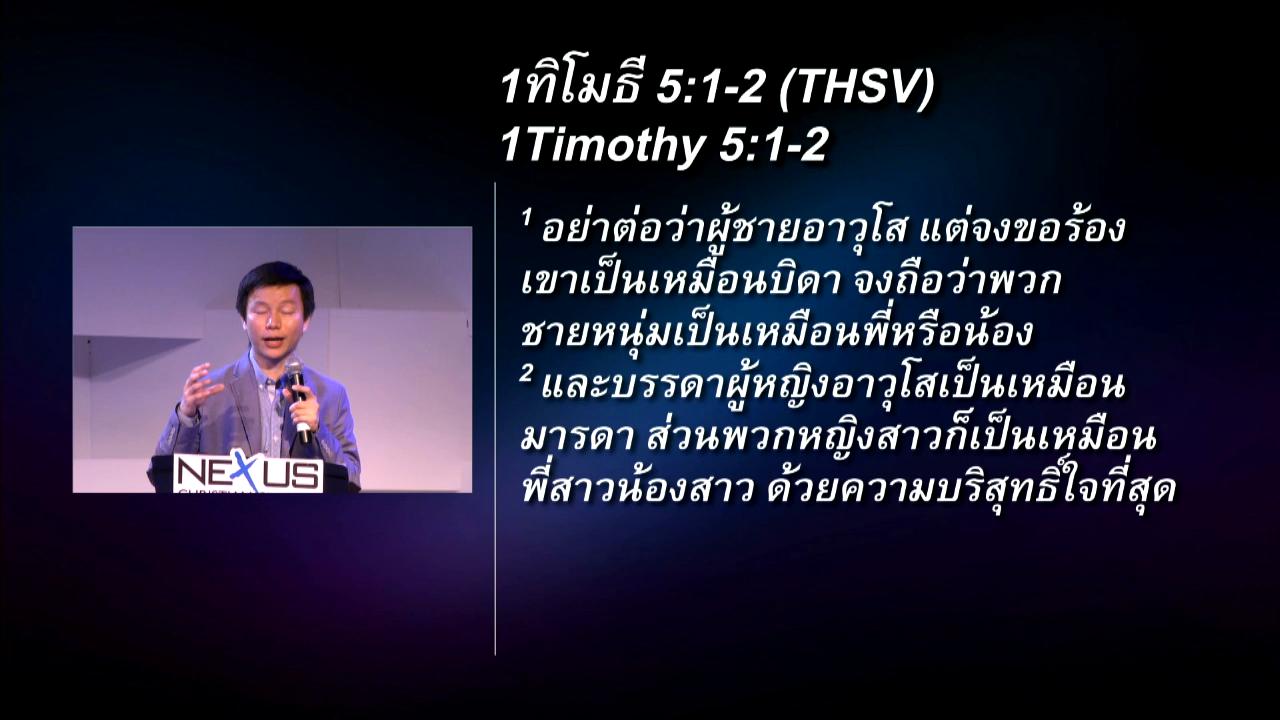 1ทิโมธี 5:1-2 (THSV)
1Timothy 5:1-2
1 อย่าต่อว่าผู้ชายอาวุโส แต่จงขอร้อง
เขาเป็นเหมือนบิดา จงถือว่าพวก
ชายหนุ่มเป็นเหมือนพี่หรือน้อง
2 และบรรดาผู้หญิงอาวุโสเป็นเหมือน
มารดา ส่วนพวกหญิงสาวก็เป็นเหมือน
พี่สาวน้องสาว ด้วยความบริสุทธิ์ใจที่สุด
NEXUS